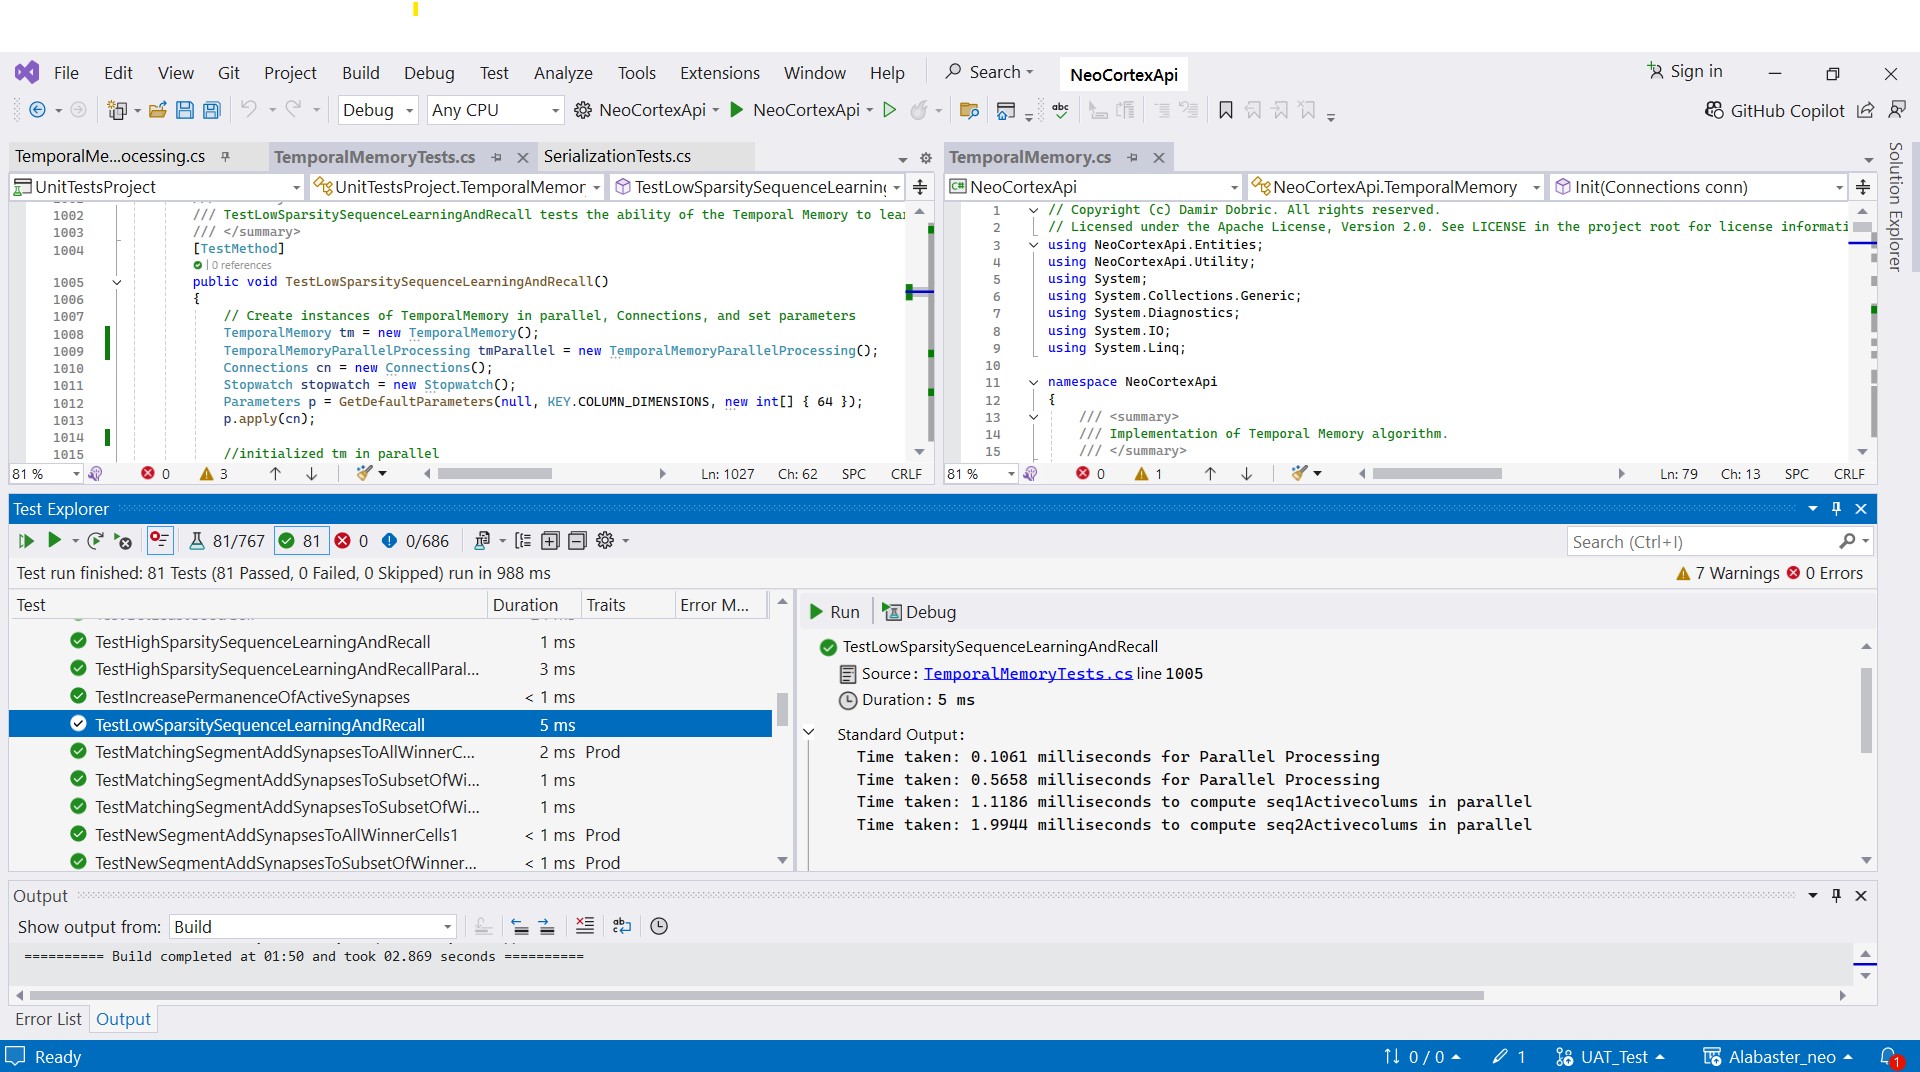 File Edit View Git Project Build Debug Test Analyze Tools Extensions Window Help Search NeoCortexApi Sign in
Debug Any CPU NeoCortexApi NeoCortexApi abc GitHub Copilot
TemporalMe...ocessing.cs TemporalMemoryTests.cs SerializationTests.cs
UnitTestsProject UnitTestsProject.TemporalMemor TestLowSparsitySequenceLearning
1002 /// TestLowSparsitySequenceLearningAndRecall tests the ability of the Temporal Memory to lear
1003 /// </summary>
1004 [TestMethod]
0 references
1005 public void TestLowSparsitySequenceLearningAndRecall()
1006 {
1007 // Create instances of TemporalMemory in parallel, Connections, and set parameters
1008 TemporalMemory tm = new TemporalMemory();
1009 TemporalMemoryParallelProcessing tmParallel = new TemporalMemoryParallelProcessing();
1010 Connections cn = new Connections();
1011 Stopwatch stopwatch = new Stopwatch();
1012 Parameters p = GetDefaultParameters(null, KEY.COLUMN_DIMENSIONS, new int[] { 64 });
1013 p.apply(cn);
1014
1015 //initialized tm in parallel
81 % 0 3 Ln: 1027 Ch: 62 SPC CRLF
TemporalMemory.cs
C# NeoCortexApi NeoCortexApi.TemporalMemory Init(Connections conn)
1 // Copyright (c) Damir Dobric. All rights reserved.
2 // Licensed under the Apache License, Version 2.0. See LICENSE in the project root for license informati
3 using NeoCortexApi.Entities;
4 using NeoCortexApi.Utility;
5 using System;
6 using System.Collections.Generic;
7 using System.Diagnostics;
8 using System.IO;
9 using System.Linq;
10
11 namespace NeoCortexApi
12 {
13 /// <summary>
14 /// Implementation of Temporal Memory algorithm.
15 /// </summary>
81 % 0 1 Ln: 79 Ch: 13 SPC CRLF
Solution Explorer
Test Explorer
81/767 81 0 0/686 Search (Ctrl+I)
Test run finished: 81 Tests (81 Passed, 0 Failed, 0 Skipped) run in 988 ms 7 Warnings 0 Errors
Test Duration Traits Error M...
TestHighSparsitySequenceLearningAndRecall 1 ms
TestHighSparsitySequenceLearningAndRecallParal... 3 ms
TestIncreasePermanenceOfActiveSynapses < 1 ms
TestLowSparsitySequenceLearningAndRecall 5 ms
TestMatchingSegmentAddSynapsesToAllWinnerC... 2 ms Prod
TestMatchingSegmentAddSynapsesToSubsetOfWi... 1 ms
TestMatchingSegmentAddSynapsesToSubsetOfWi... 1 ms
TestNewSegmentAddSynapsesToAllWinnerCells1 < 1 ms Prod
TestNewSegmentAddSynapsesToSubsetOfWinner... < 1 ms Prod
Run Debug
TestLowSparsitySequenceLearningAndRecall
Source: TemporalMemoryTests.cs line 1005
Duration: 5 ms
Standard Output:
Time taken: 0.1061 milliseconds for Parallel Processing
Time taken: 0.5658 milliseconds for Parallel Processing
Time taken: 1.1186 milliseconds to compute seq1Activecolums in parallel
Time taken: 1.9944 milliseconds to compute seq2Activecolums in parallel
Output
Show output from: Build
========== Build completed at 01:50 and took 02.869 seconds ==========
Error List Output
Ready 0 / 0 1 UAT_Test Alabaster_neo 1